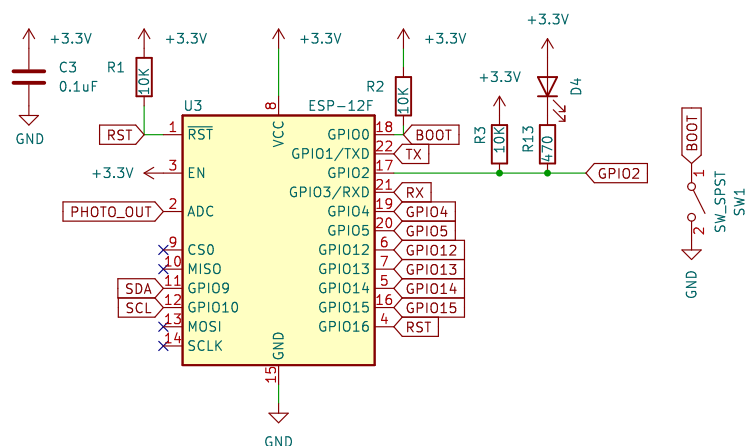 +3.3V
C3
0.1uF
GND
+3.3V
R1
10K
+3.3V
+3.3V
R2
10K
+3.3V
R3
10K
+3.3V
D4
R13
470
U3
ESP-12F
RST
1
RST
3
EN
+3.3V
PHOTO_OUT
2
ADC
9
CS0
10
MISO
SDA
11
GPIO9
SCL
12
GPIO10
13
MOSI
14
SCLK
8
VCC
GND
15
GND
GPIO0
18
BOOT
GPIO1/TXD
22
TX
GPIO2
17
GPIO2
GPIO3/RXD
21
RX
GPIO4
19
GPIO4
GPIO5
20
GPIO5
GPIO12
6
GPIO12
GPIO13
7
GPIO13
GPIO14
5
GPIO14
GPIO15
16
GPIO15
GPIO16
4
RST
BOOT
1
2
SW_SPST
SW1
GND